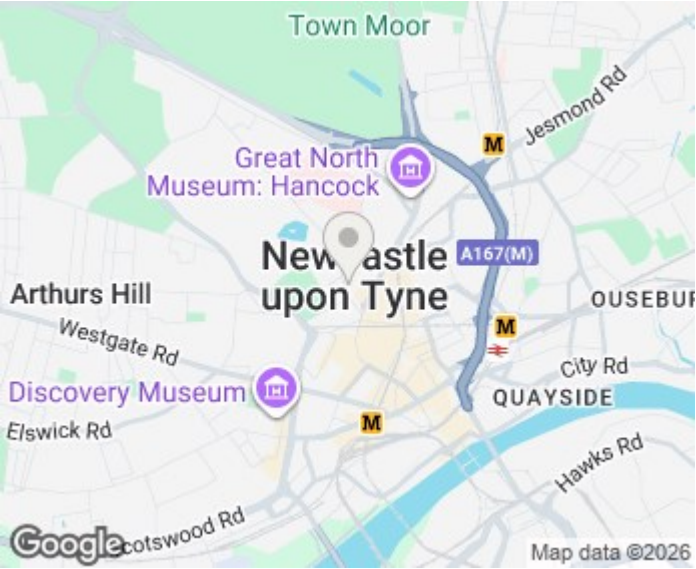 Town Moor
Jesmond Rd
M
Great North
Museum: Hancock
Newcastle
upon Tyne
A167(M)
Arthurs Hill
OUSEBUR
M
Westgate Rd
City Rd
Discovery Museum
QUAYSIDE
M
Elswick Rd
Hawks Rd
cotswood Rd
Google
Map data ©2026